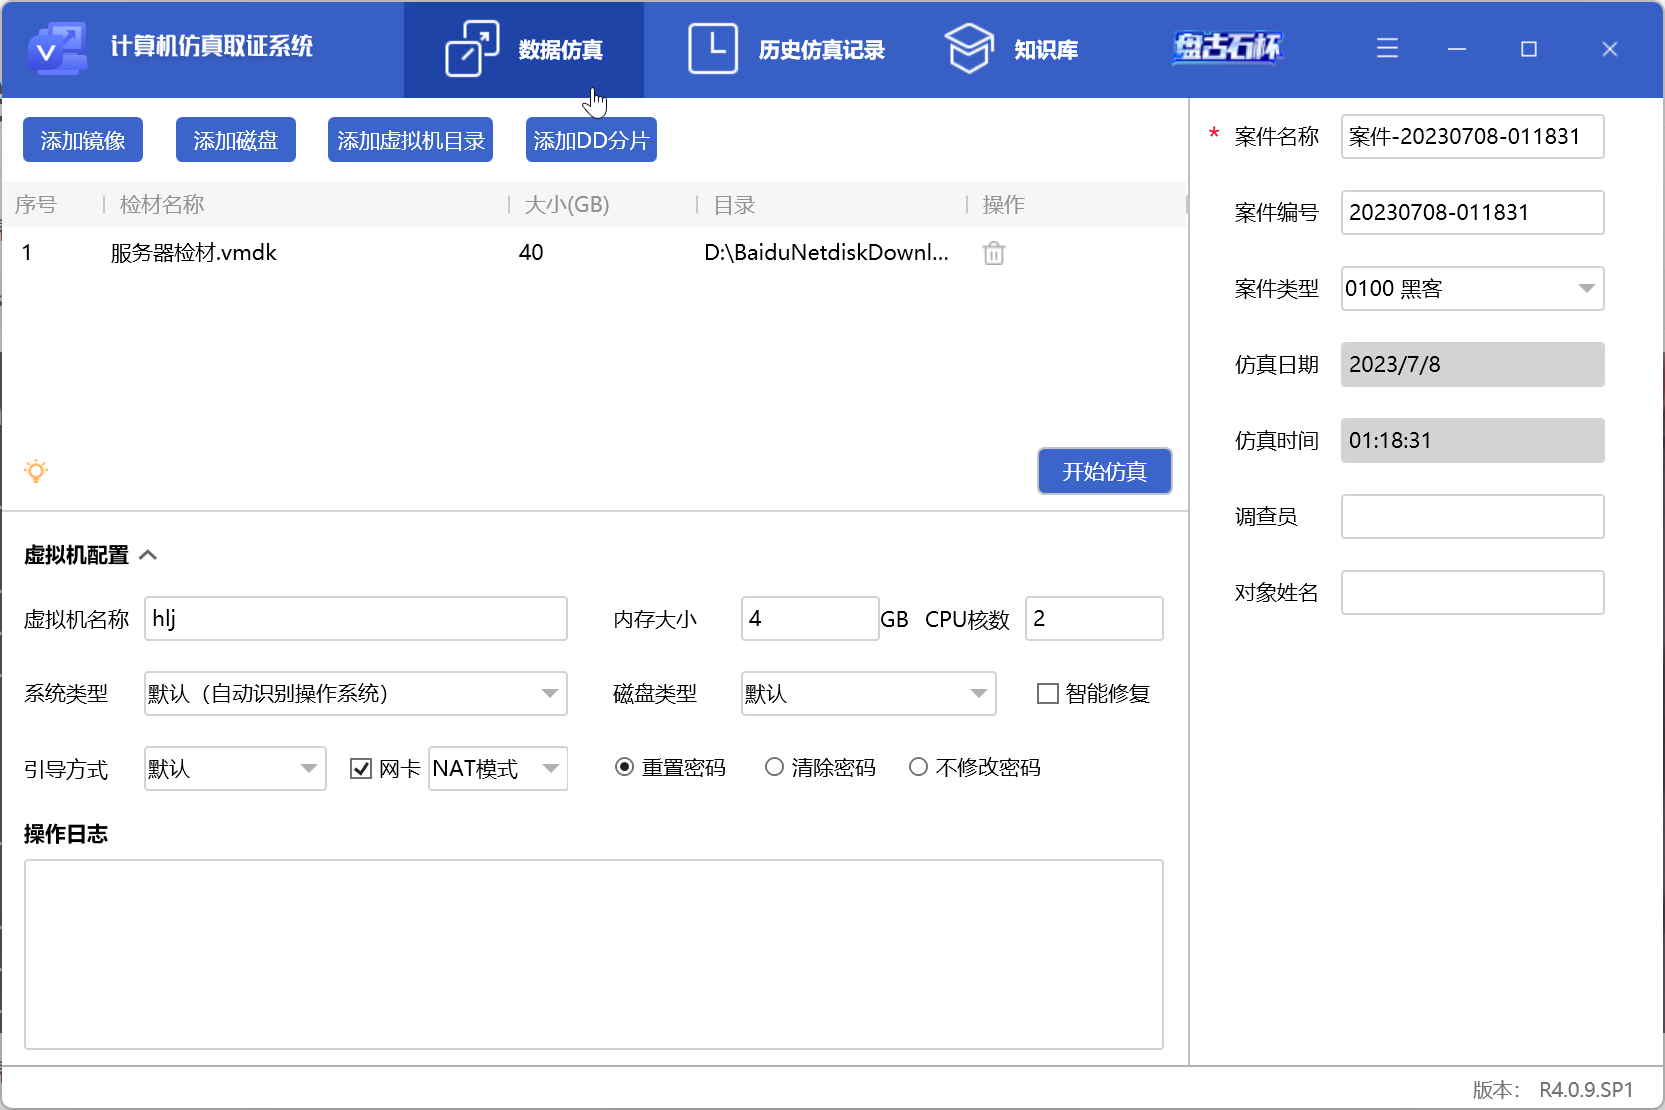 计算机仿真取证系统
数据仿真
历史仿真记录
知识库
盘古石杯
添加镜像
添加磁盘
添加虚拟机目录
添加DD分片
序号 检材名称 大小(GB) 目录 操作
1 服务器检材.vmdk 40 D:\BaiduNetdiskDownl...
开始仿真
虚拟机配置
虚拟机名称 hlj 内存大小 4 GB CPU核数 2
系统类型 默认（自动识别操作系统） 磁盘类型 默认 智能修复
引导方式 默认 网卡 NAT模式 重置密码 清除密码 不修改密码
操作日志
* 案件名称 案件-20230708-011831
案件编号 20230708-011831
案件类型 0100 黑客
仿真日期 2023/7/8
仿真时间 01:18:31
调查员
对象姓名
版本： R4.0.9.SP1